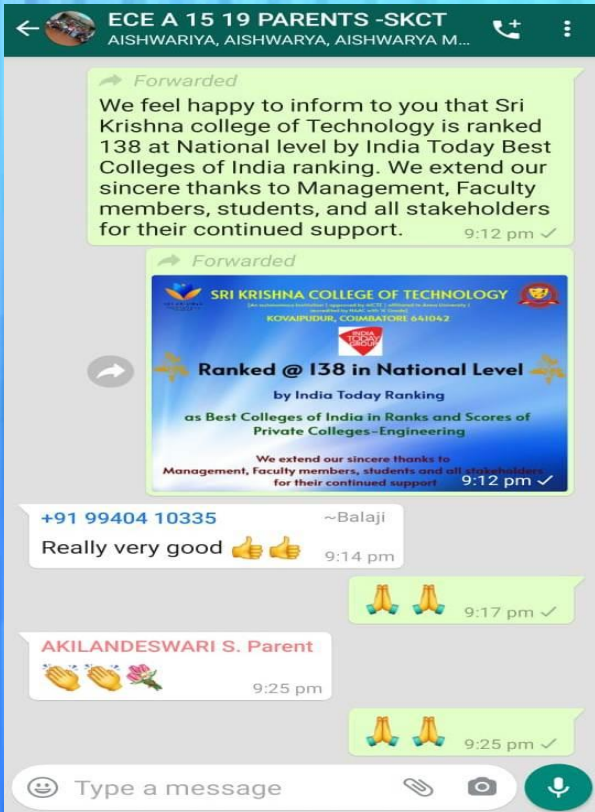 ECE A 15 19 PARENTS -SKCT
AISHWARIYA, AISHWARYA, AISHWARYA M...
Forwarded
We feel happy to inform to you that Sri
Krishna college of Technology is ranked
138 at National level by India Today Best
Colleges of India ranking. We extend our
sincere thanks to Management, Faculty
members, students, and all stakeholders
for their continued support.
9:12 pm
Forwarded
SRI KRISHNA COLLEGE OF TECHNOLOGY
KOVAIPUDUR, COIMBATORE 641042
INDIA
TODAY
GROUP
Ranked @ 138 in National Level
by India Today Ranking
as Best Colleges of India in Ranks and Scores of
Private Colleges-Engineering
We extend our sincere thanks to
Management, Faculty members, students and all stakeholders
for their continued support
9:12 pm
+91 99404 10335 ~Balaji
Really very good 👍👍
9:14 pm
🙏 🙏 9:17 pm
AKILANDESWARI S. Parent
👏👏💐
9:25 pm
🙏 🙏 9:25 pm
Type a message